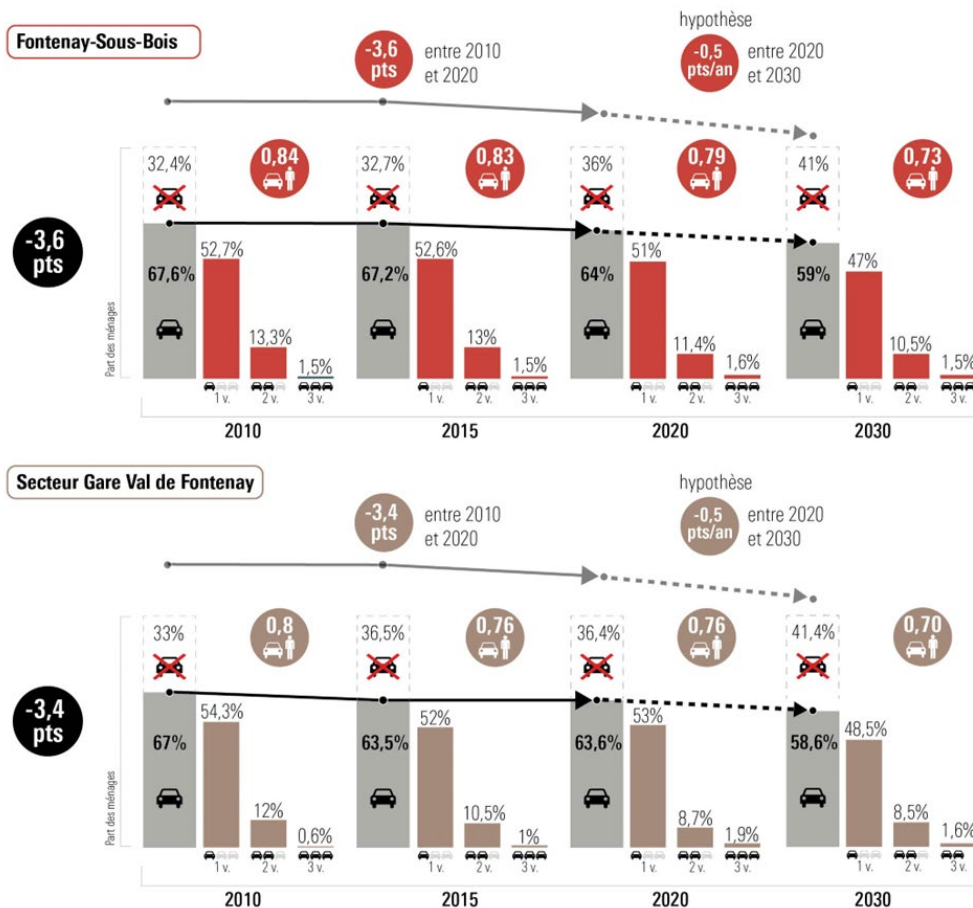 Fontenay-Sous-Bois
-3,6
pts
entre 2010
et 2020
hypothèse
-0,5
pts/an
entre 2020
et 2030
Part des ménages
-3,6
pts
32,4%
0,84
67,6%
52,7%
13,3%
1,5%
1 v.
2 v.
3 v.
2010
32,7%
0,83
67,2%
52,6%
13%
1,5%
1 v.
2 v.
3 v.
2015
36%
0,79
64%
51%
11,4%
1,6%
1 v.
2 v.
3 v.
2020
41%
0,73
59%
47%
10,5%
1,5%
1 v.
2 v.
3 v.
2030
Secteur Gare Val de Fontenay
-3,4
pts
entre 2010
et 2020
hypothèse
-0,5
pts/an
entre 2020
et 2030
Part des ménages
-3,4
pts
33%
0,8
67%
54,3%
12%
0,6%
1 v.
2 v.
3 v.
2010
36,5%
0,76
63,5%
52%
10,5%
1%
1 v.
2 v.
3 v.
2015
36,4%
0,76
63,6%
53%
8,7%
1,9%
1 v.
2 v.
3 v.
2020
41,4%
0,70
58,6%
48,5%
8,5%
1,6%
1 v.
2 v.
3 v.
2030